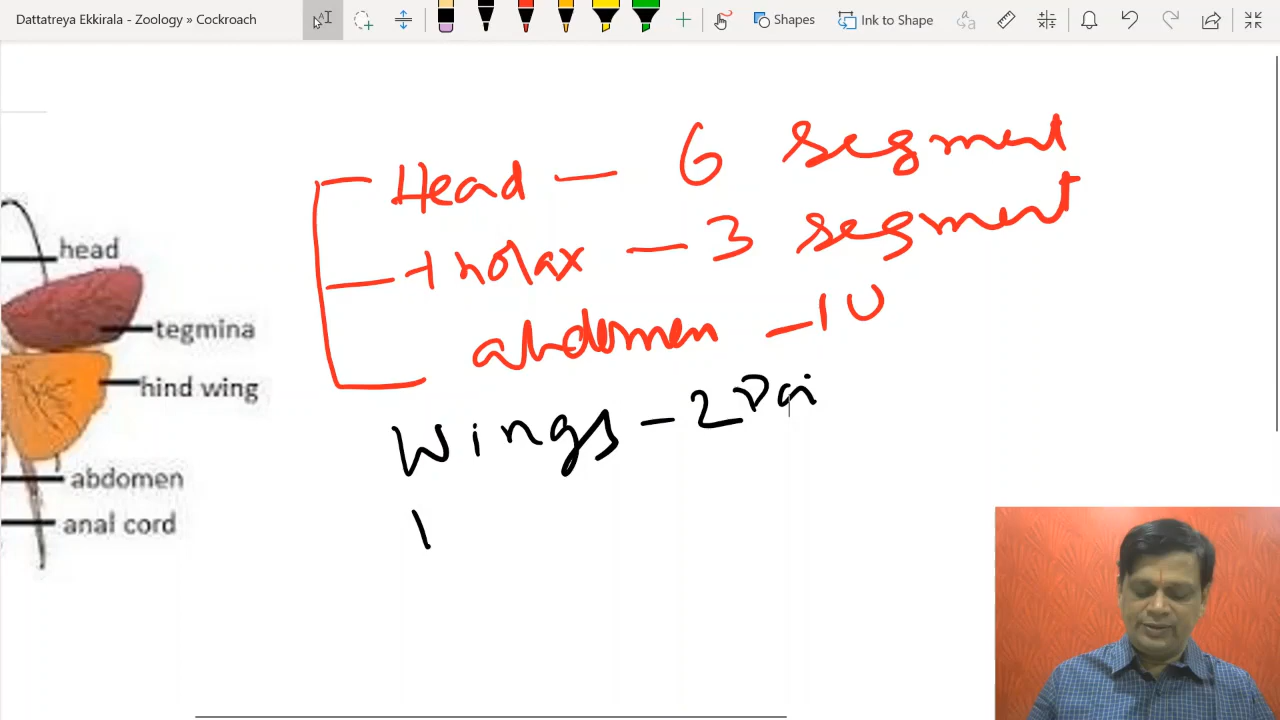 Dattatreya Ekkirala - Zoology » Cockroach
Shapes
Ink to Shape
Head — 6 segment
thorax — 3 segment
abdomen — 10
Wings — 2 Pai
1
head
tegmina
hind wing
abdomen
anal cord